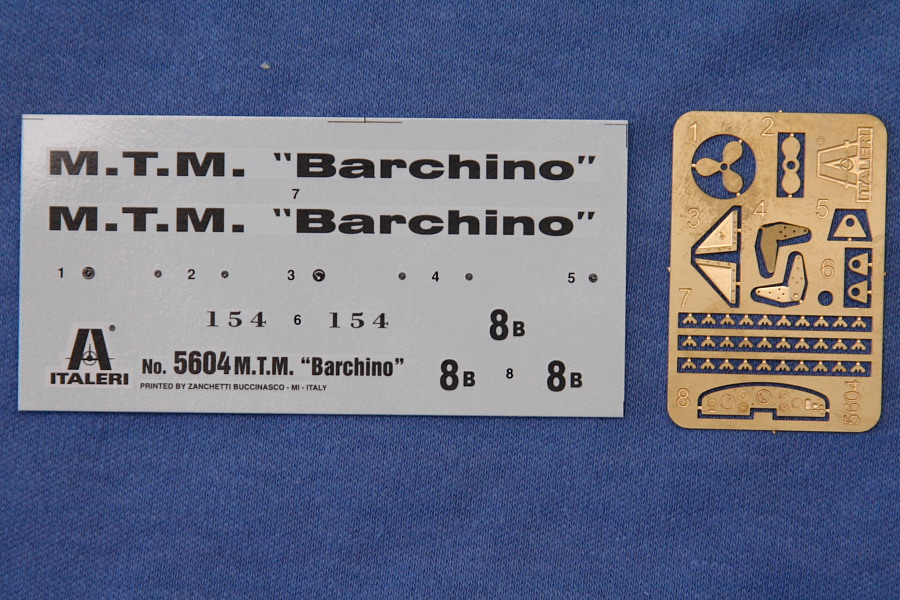 M.T.M. "Barchino"
7
M.T.M. "Barchino"
1 2 3 4 5
154 6 154
8B
ITALERI®
No. 5604 M.T.M. "Barchino"
8B 8 8B
PRINTED BY ZANCHETTI BUCCINASCO - MI - ITALY
1 2 ITALERI
3 4 5
6
7
8 5604